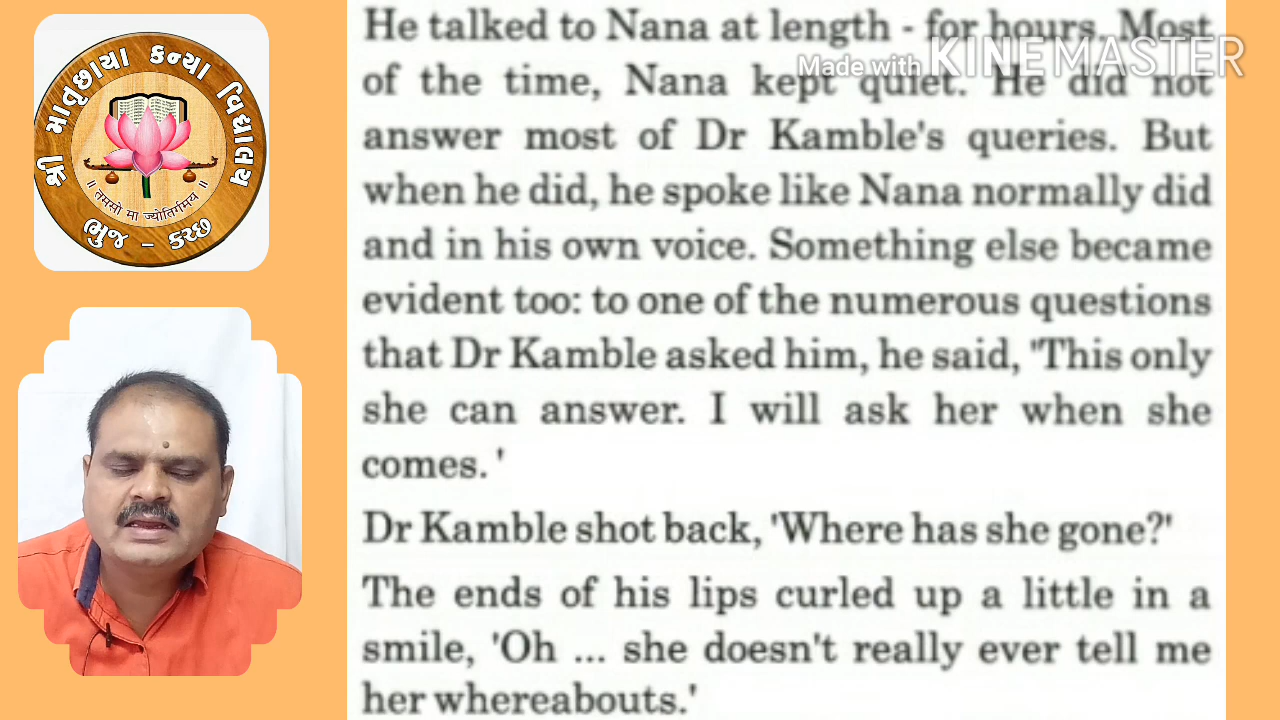 શ્રી માતૃછાયા કન્યા વિદ્યાલય
॥ तमसो मा ज्योतिर्गमय ॥
ભુજ – કચ્છ
Made with KINEMASTER
He talked to Nana at length - for hours. Most
of the time, Nana kept quiet. He did not
answer most of Dr Kamble's queries. But
when he did, he spoke like Nana normally did
and in his own voice. Something else became
evident too: to one of the numerous questions
that Dr Kamble asked him, he said, 'This only
she can answer. I will ask her when she
comes. '
Dr Kamble shot back, 'Where has she gone?'
The ends of his lips curled up a little in a
smile, 'Oh ... she doesn't really ever tell me
her whereabouts.'